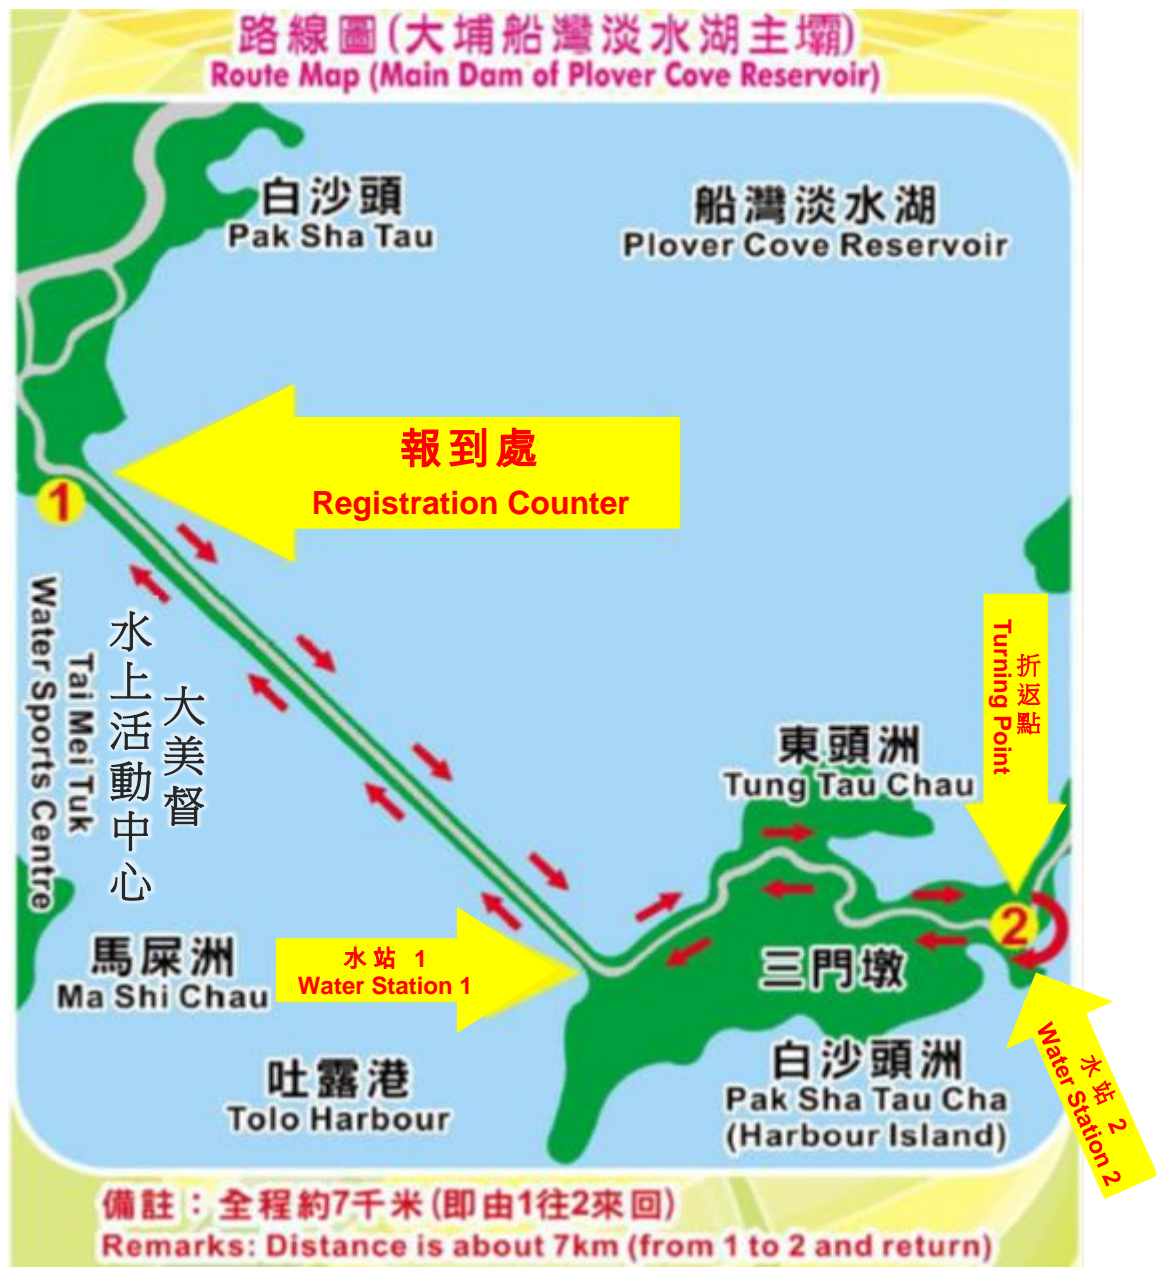 路線圖(大埔船灣淡水湖主壩)
Route Map (Main Dam of Plover Cove Reservoir)
白沙頭
Pak Sha Tau
船灣淡水湖
Plover Cove Reservoir
報到處
Registration Counter
1
大美督
水上活動中心
Tai Mei Tuk
Water Sports Centre
折返點
Turning Point
東頭洲
Tung Tau Chau
2
馬屎洲
Ma Shi Chau
水站 1
Water Station 1
三門墩
白沙頭洲
Pak Sha Tau Cha
(Harbour Island)
水站 2
Water Station 2
吐露港
Tolo Harbour
備註：全程約7千米(即由1往2來回)
Remarks: Distance is about 7km (from 1 to 2 and return)